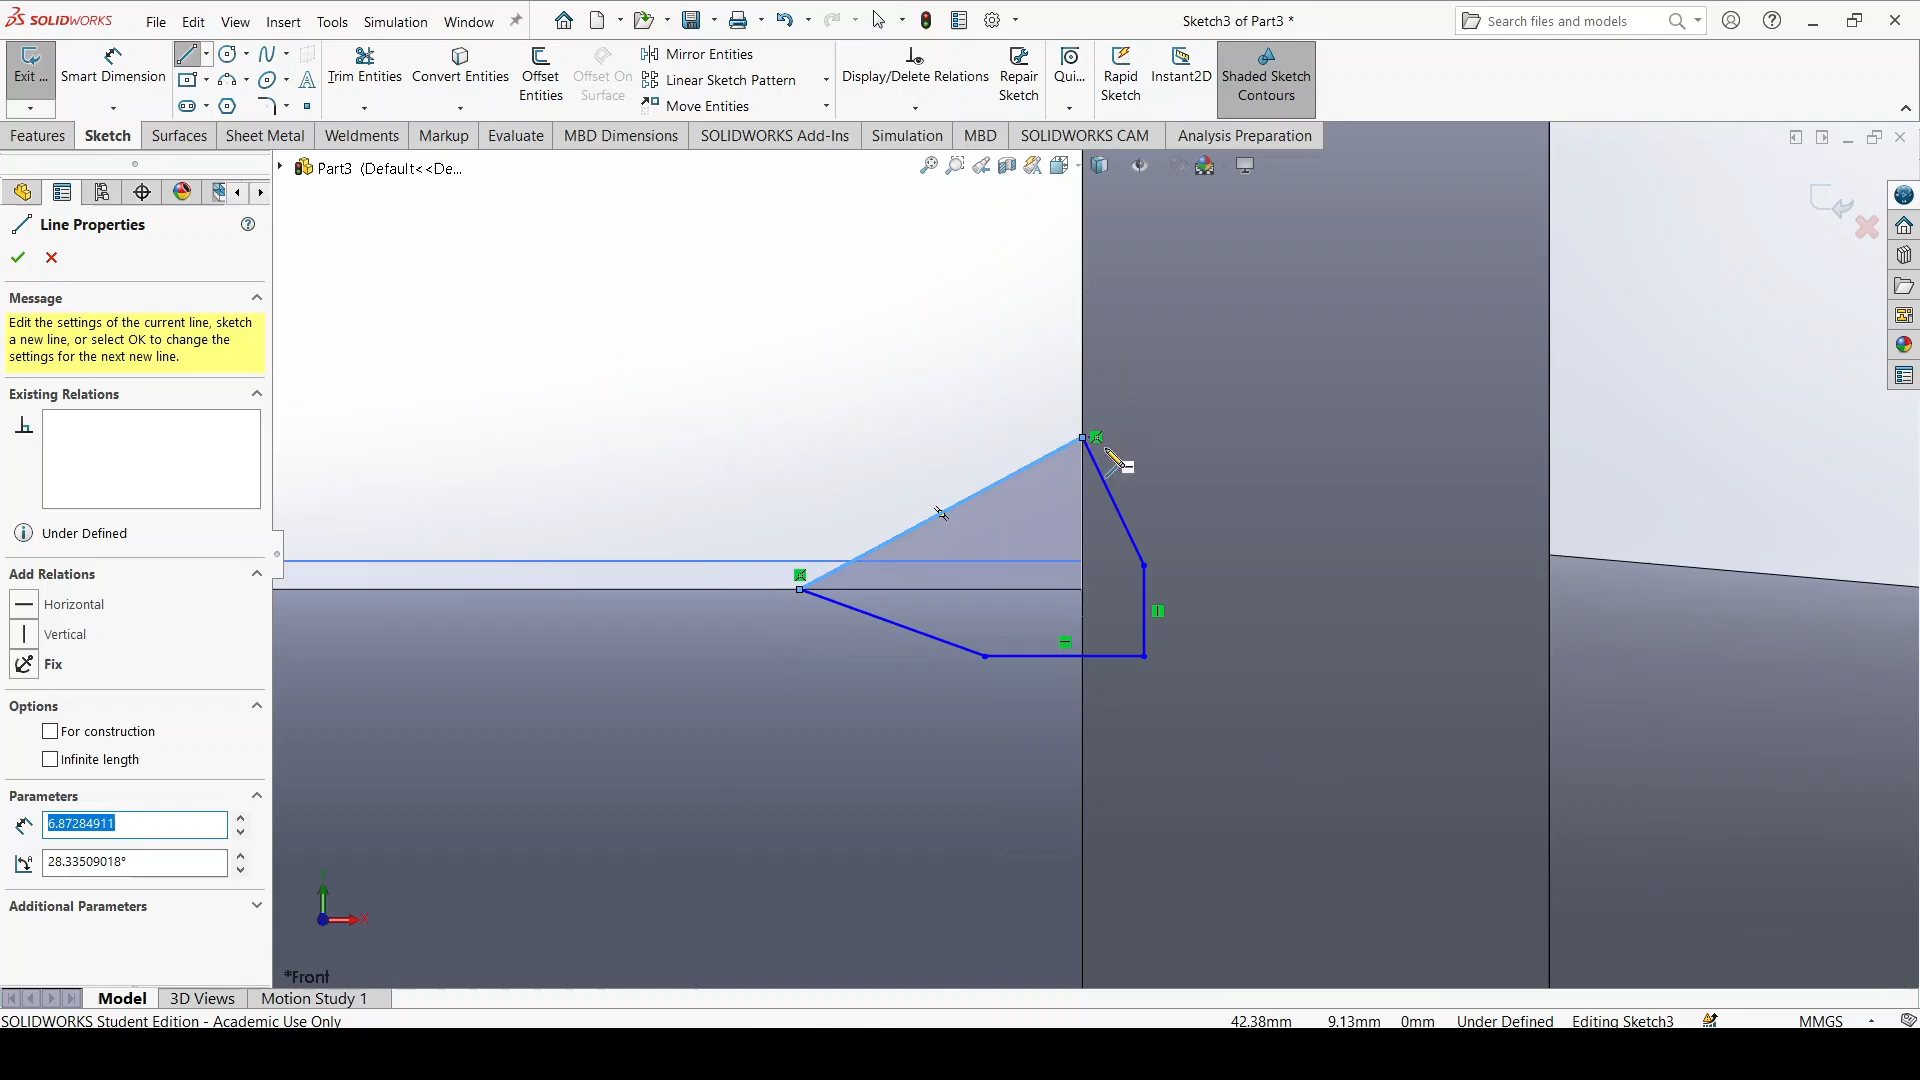 SOLIDWORKS File Edit View Insert Tools Simulation Window Sketch3 of Part3 * Search files and models
Exit ... Smart Dimension Trim Entities Convert Entities Offset Entities Offset On Surface Mirror Entities Display/Delete Relations Repair Sketch Qui... Rapid Sketch Instant2D Shaded Sketch Contours
Linear Sketch Pattern
Move Entities
Features Sketch Surfaces Sheet Metal Weldments Markup Evaluate MBD Dimensions SOLIDWORKS Add-Ins Simulation MBD SOLIDWORKS CAM Analysis Preparation
Part3 (Default<<De...
Line Properties
Message
Edit the settings of the current line, sketch
a new line, or select OK to change the
settings for the next new line.
Existing Relations
Under Defined
Add Relations
Horizontal
Vertical
Fix
Options
For construction
Infinite length
Parameters
6.87284911
28.33509018°
Additional Parameters
Y
X
*Front
Model 3D Views Motion Study 1
SOLIDWORKS Student Edition - Academic Use Only 42.38mm 9.13mm 0mm Under Defined Editing Sketch3 MMGS